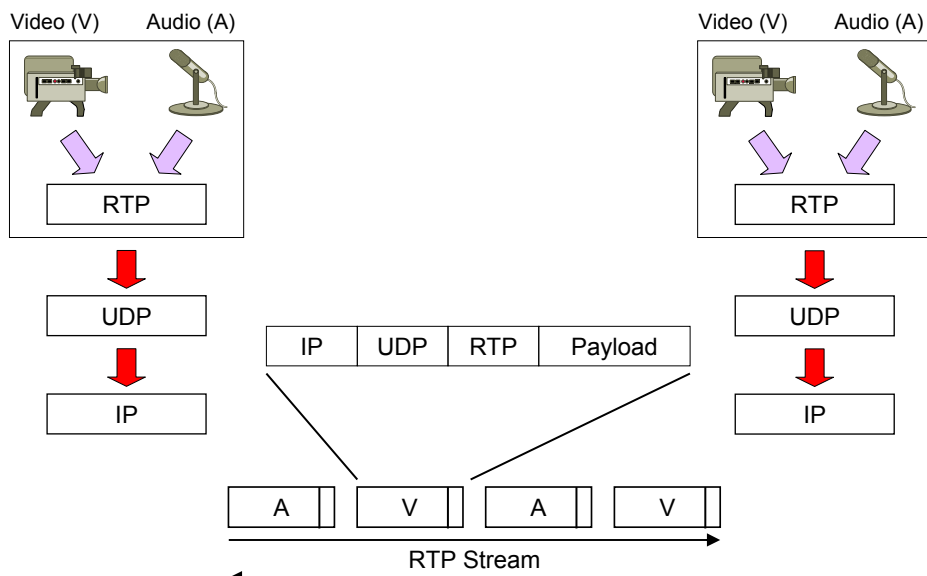 Video (V) Audio (A) Video (V) Audio (A)
RTP RTP
UDP UDP
IP UDP RTP Payload
IP IP
A V A V
RTP Stream